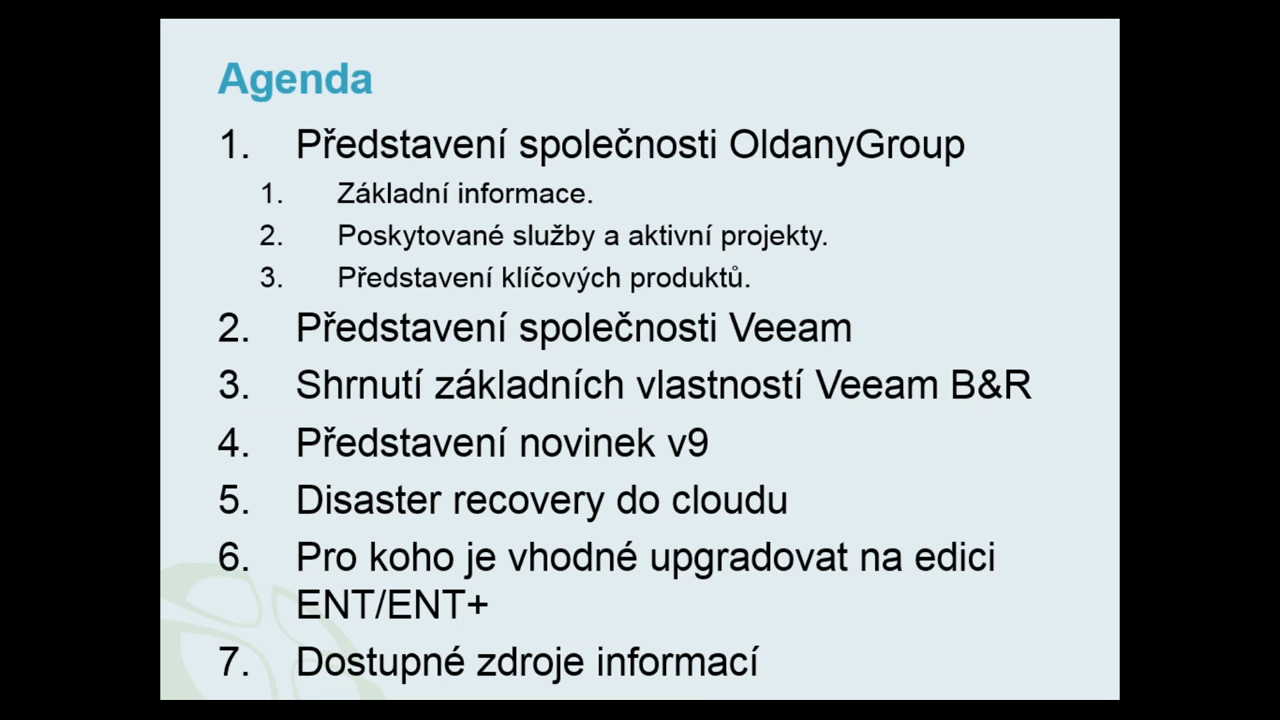 Agenda
1. Představení společnosti OldanyGroup
1. Základní informace.
2. Poskytované služby a aktivní projekty.
3. Představení klíčových produktů.
2. Představení společnosti Veeam
3. Shrnutí základních vlastností Veeam B&R
4. Představení novinek v9
5. Disaster recovery do cloudu
6. Pro koho je vhodné upgradovat na edici
ENT/ENT+
7. Dostupné zdroje informací